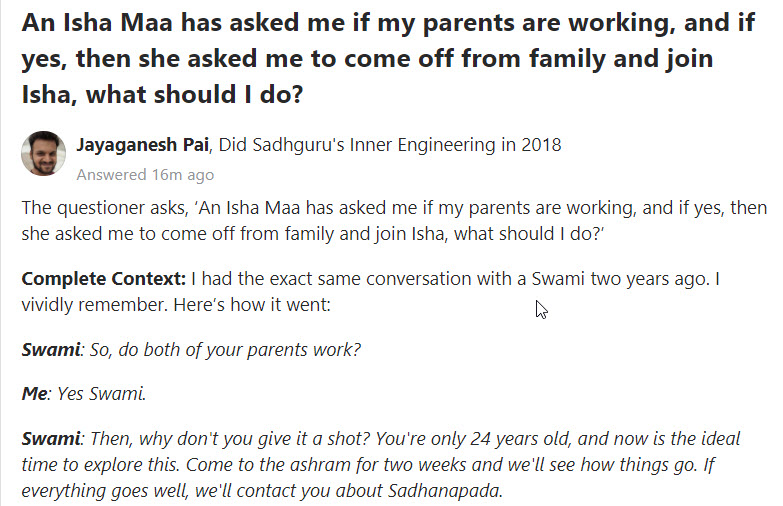 An Isha Maa has asked me if my parents are working, and if
yes, then she asked me to come off from family and join
Isha, what should I do?
Jayaganesh Pai, Did Sadhguru's Inner Engineering in 2018
Answered 16m ago
The questioner asks, ‘An Isha Maa has asked me if my parents are working, and if yes, then
she asked me to come off from family and join Isha, what should I do?’
Complete Context: I had the exact same conversation with a Swami two years ago. I
vividly remember. Here’s how it went:
Swami: So, do both of your parents work?
Me: Yes Swami.
Swami: Then, why don't you give it a shot? You're only 24 years old, and now is the ideal
time to explore this. Come to the ashram for two weeks and we'll see how things go. If
everything goes well, we'll contact you about Sadhanapada.